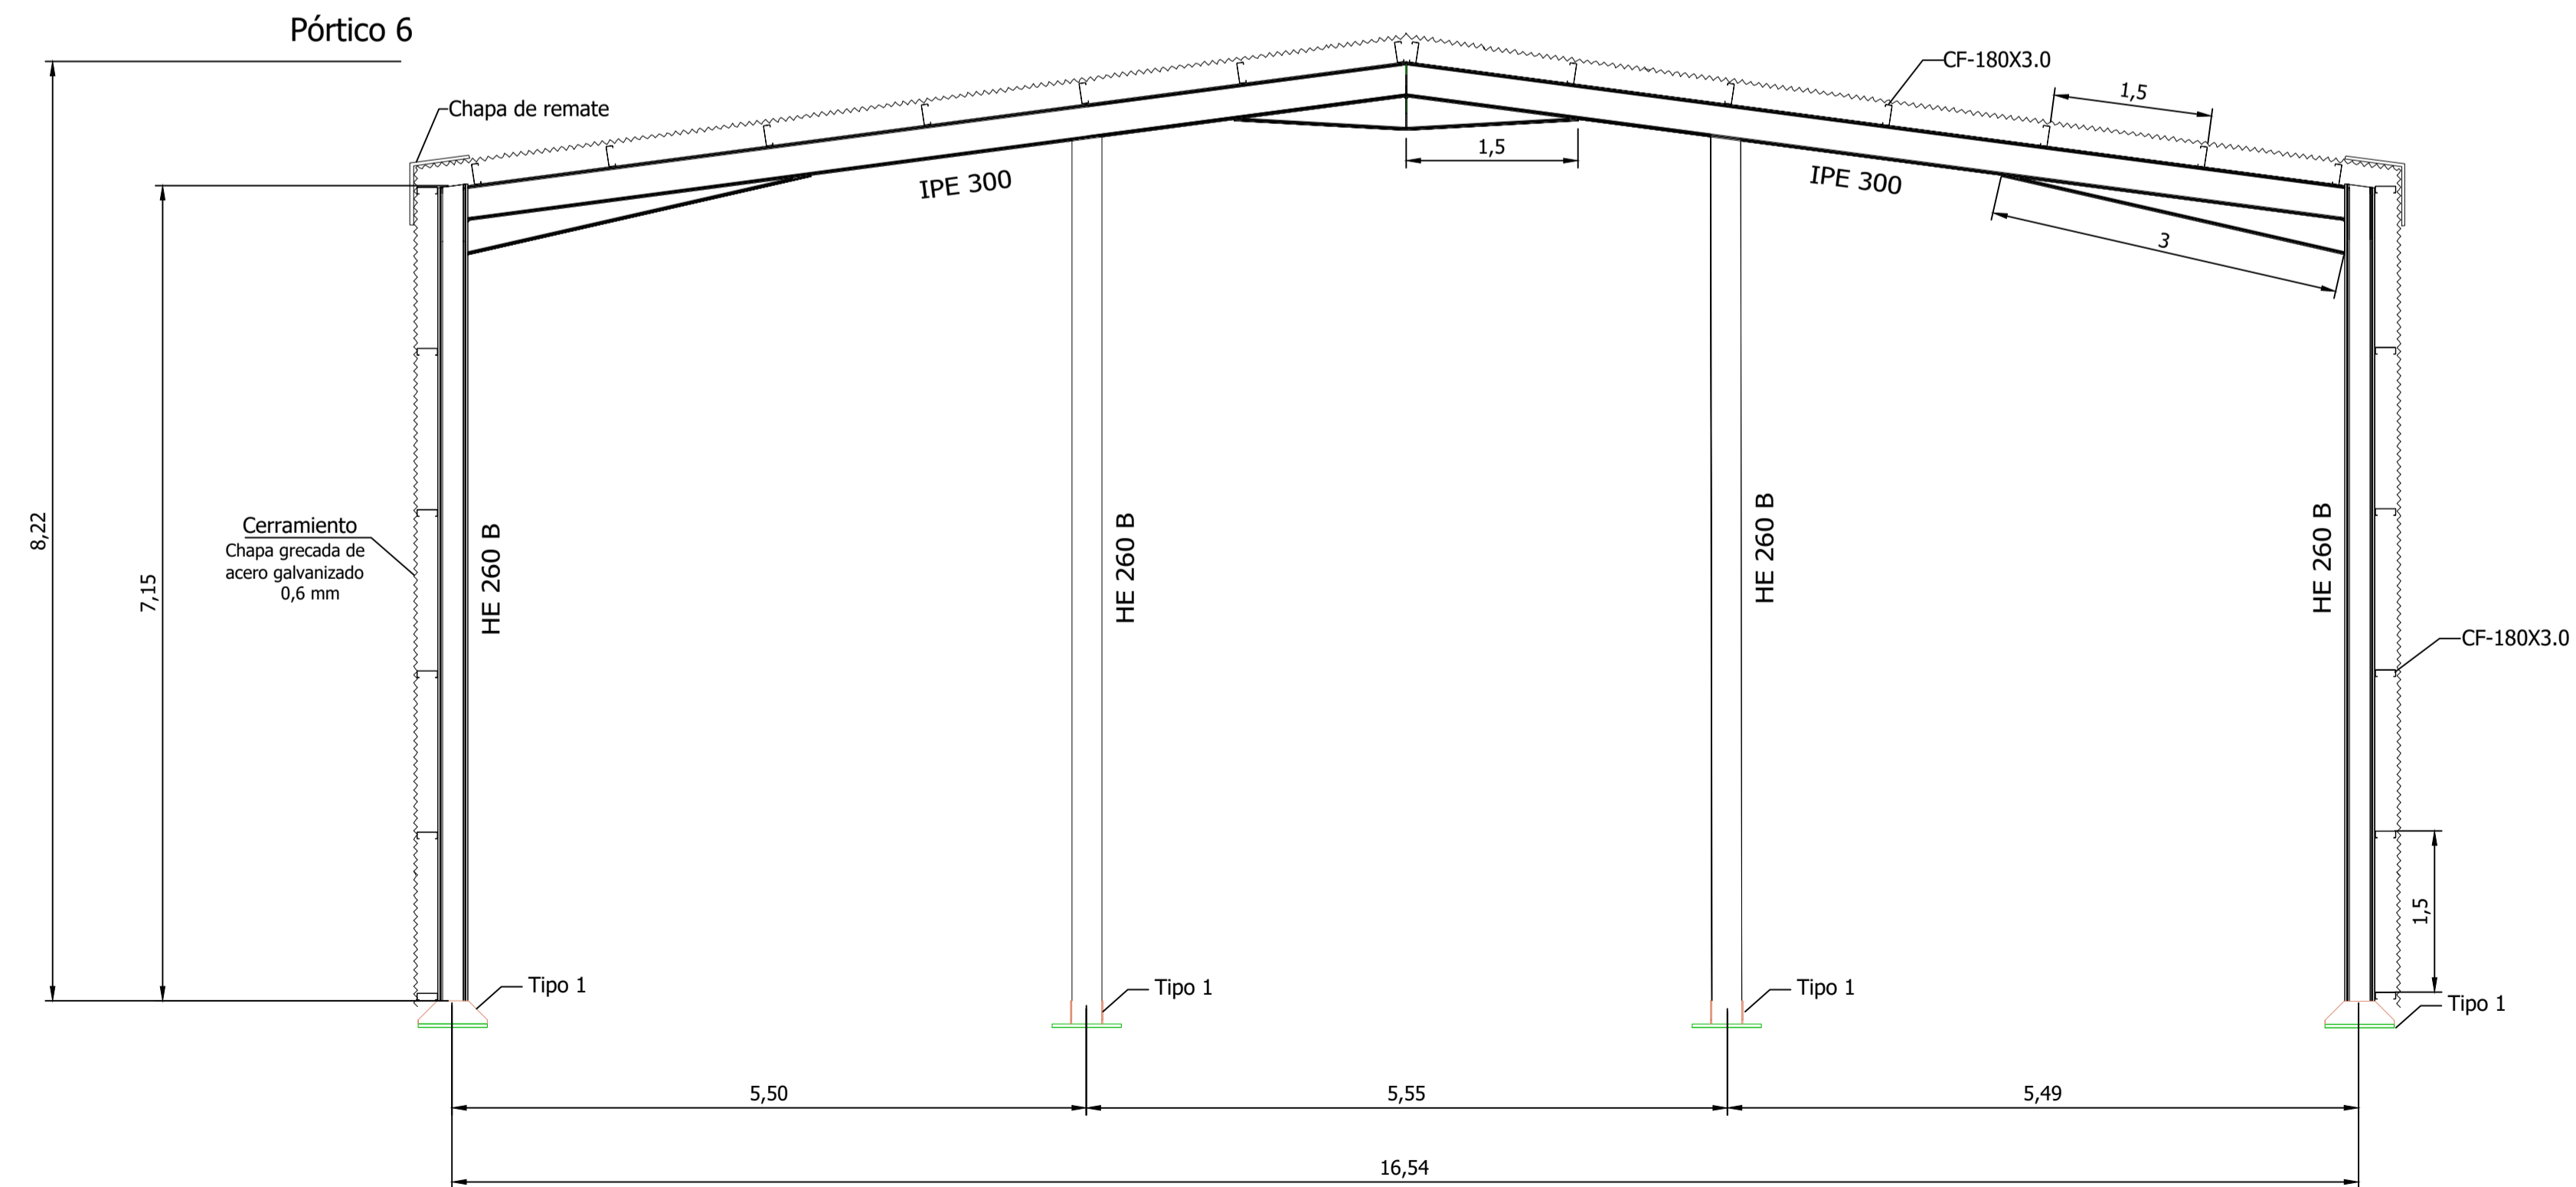 Pórtico 6
CF-180X3.0
1,5
Chapa de remate
1,5
IPE 300
IPE 300
3
8,22
7,15
Cerramiento
Chapa grecada de
acero galvanizado
0,6 mm
HE 260 B
HE 260 B
HE 260 B
HE 260 B
CF-180X3.0
1,5
Tipo 1
Tipo 1
Tipo 1
Tipo 1
5,50
5,55
5,49
16,54